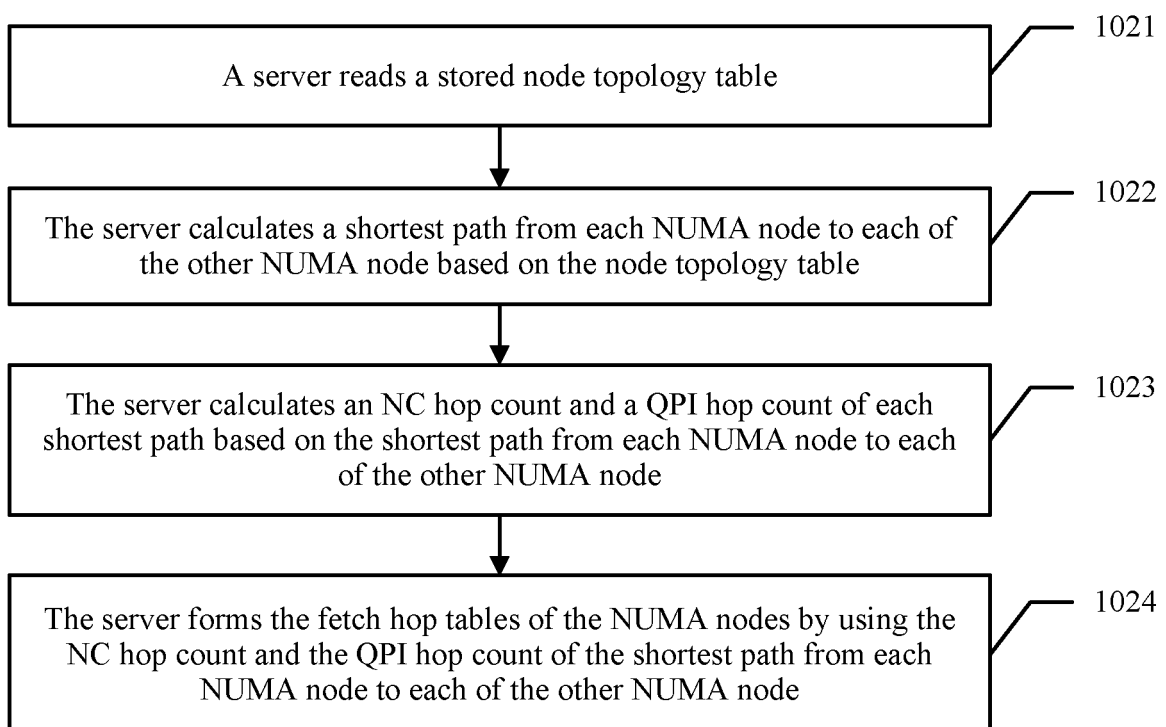 1021
A server reads a stored node topology table
1022
The server calculates a shortest path from each NUMA node to each of
the other NUMA node based on the node topology table
1023
The server calculates an NC hop count and a QPI hop count of each
shortest path based on the shortest path from each NUMA node to each
of the other NUMA node
1024
The server forms the fetch hop tables of the NUMA nodes by using the
NC hop count and the QPI hop count of the shortest path from each
NUMA node to each of the other NUMA node